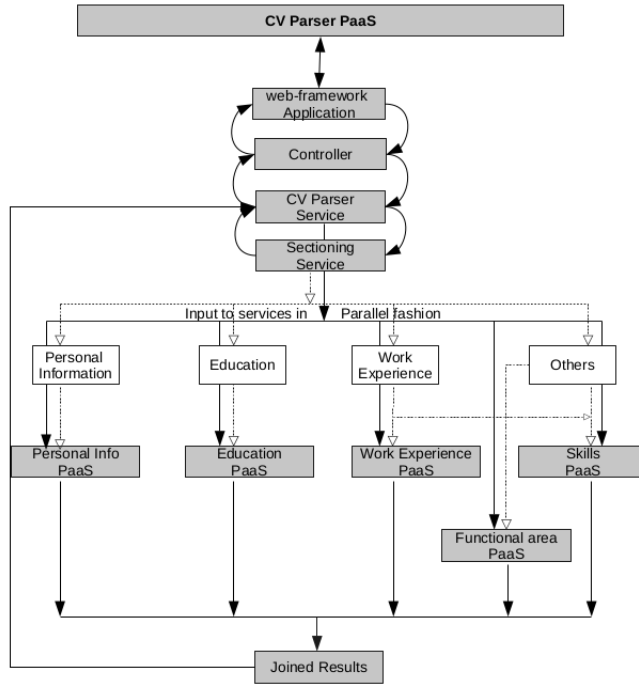 CV Parser PaaS
web-framework
Application
Controller
CV Parser
Service
Sectioning
Service
Input to services in Parallel fashion
Personal
Information
Education
Work
Experience
Others
Personal Info
PaaS
Education
PaaS
Work Experience
PaaS
Skills
PaaS
Functional area
PaaS
Joined Results